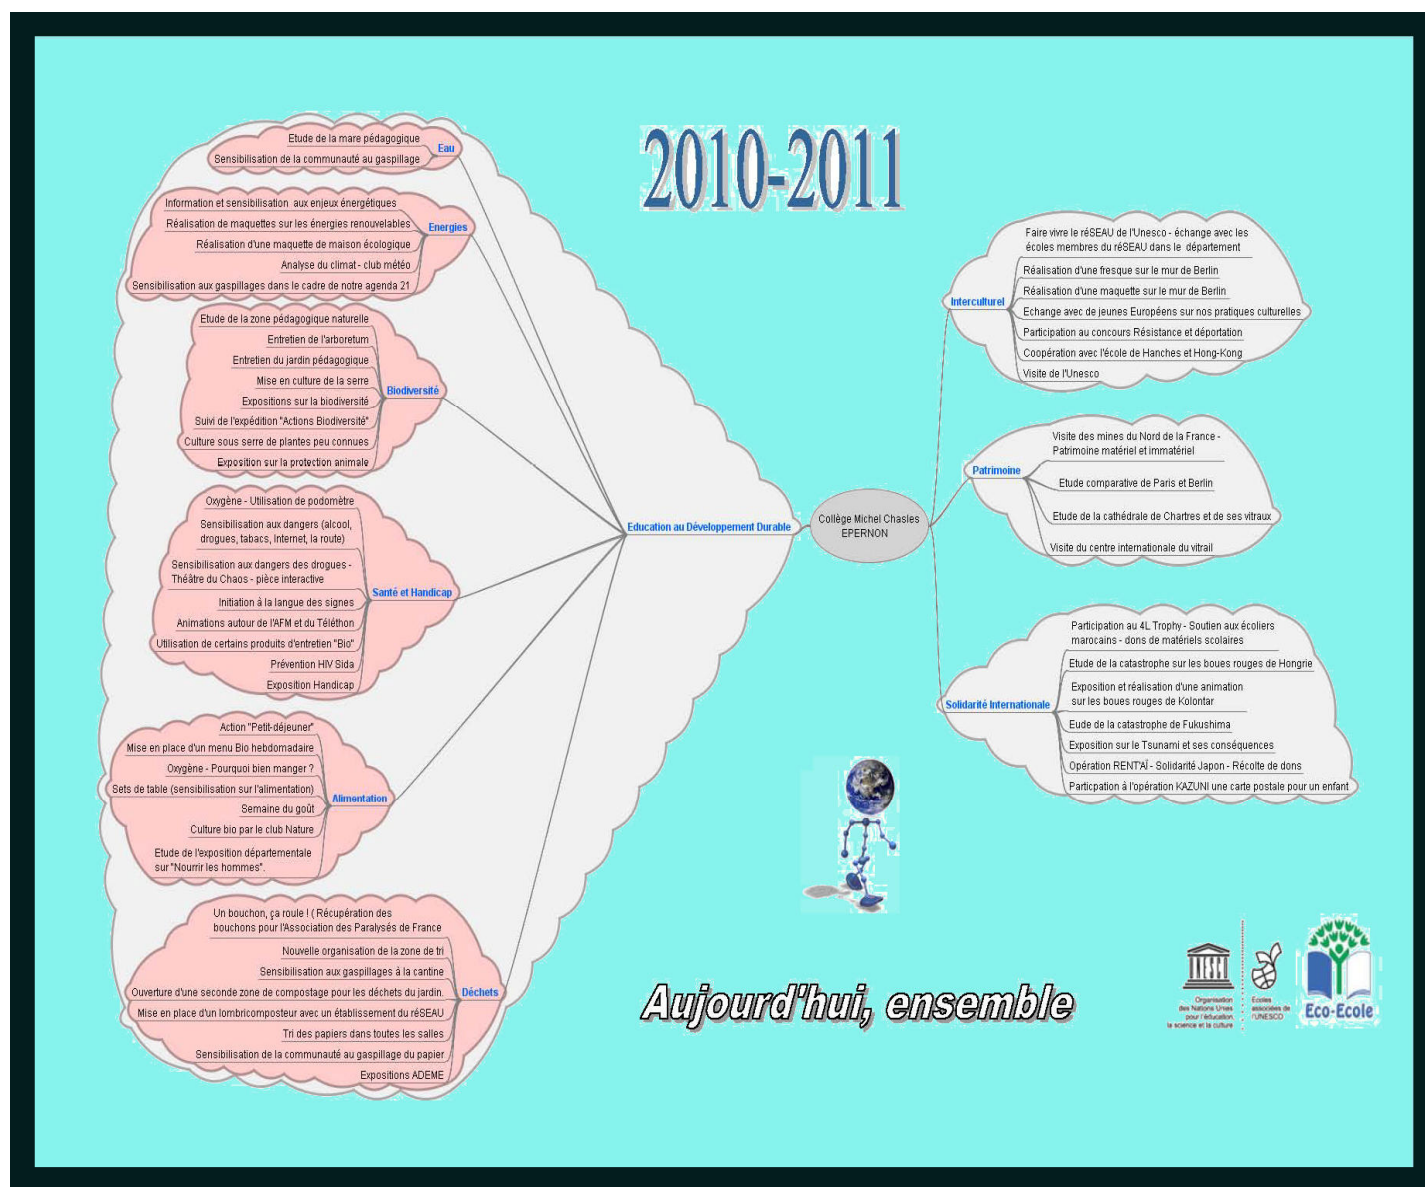 2010-2011
Etude de la mare pédagogique
Sensibilisation de la communauté au gaspillage
Eau
Information et sensibilisation aux enjeux énergétiques
Réalisation de maquettes sur les énergies renouvelables
Réalisation d'une maquette de maison écologique
Analyse du climat - club météo
Sensibilisation aux gaspillages dans le cadre de notre agenda 21
Energies
Etude de la zone pédagogique naturelle
Entretien de l'arboretum
Entretien du jardin pédagogique
Mise en culture de la serre
Expositions sur la biodiversité
Suivi de l'expédition "Actions Biodiversité"
Culture sous serre de plantes peu connues
Exposition sur la protection animale
Biodiversité
Oxygène - Utilisation de podomètre
Sensibilisation aux dangers (alcool,
drogues, tabacs, Internet, la route)
Sensibilisation aux dangers des drogues -
Théâtre du Chaos - pièce interactive
Initiation à la langue des signes
Animations autour de l'AFM et du Téléthon
Utilisation de certains produits d'entretien "Bio"
Prévention HIV Sida
Exposition Handicap
Santé et Handicap
Action "Petit-déjeuner"
Mise en place d'un menu Bio hebdomadaire
Oxygène - Pourquoi bien manger ?
Sets de table (sensibilisation sur l'alimentation)
Semaine du goût
Culture bio par le club Nature
Etude de l'exposition départementale
sur "Nourrir les hommes".
Alimentation
Un bouchon, ça roule ! ( Récupération des
bouchons pour l'Association des Paralysés de France
Nouvelle organisation de la zone de tri
Sensibilisation aux gaspillages à la cantine
Ouverture d'une seconde zone de compostage pour les déchets du jardin.
Mise en place d'un lombricomposteur avec un établissement du réSEAU
Tri des papiers dans toutes les salles
Sensibilisation de la communauté au gaspillage du papier
Expositions ADEME
Déchets
Education au Développement Durable
Collège Michel Chasles
EPERNON
Interculturel
Faire vivre le réSEAU de l'Unesco - échange avec les
écoles membres du réSEAU dans le département
Réalisation d'une fresque sur le mur de Berlin
Réalisation d'une maquette sur le mur de Berlin
Echange avec de jeunes Européens sur nos pratiques culturelles
Participation au concours Résistance et déportation
Coopération avec l'école de Hanches et Hong-Kong
Visite de l'Unesco
Patrimoine
Visite des mines du Nord de la France -
Patrimoine matériel et immatériel
Etude comparative de Paris et Berlin
Etude de la cathédrale de Chartres et de ses vitraux
Visite du centre internationale du vitrail
Solidarité Internationale
Participation au 4L Trophy - Soutien aux écoliers
marocains - dons de matériels scolaires
Etude de la catastrophe sur les boues rouges de Hongrie
Exposition et réalisation d'une animation
sur les boues rouges de Kolontar
Eude de la catastrophe de Fukushima
Exposition sur le Tsunami et ses conséquences
Opération RENT'AÎ - Solidarité Japon - Récolte de dons
Particpation à l'opération KAZUNI une carte postale pour un enfant
Aujourd'hui, ensemble
UNESCO
Organisation
des Nations Unies
pour l'éducation
la science et la culture
Écoles
associées de
l'UNESCO
Eco-Ecole